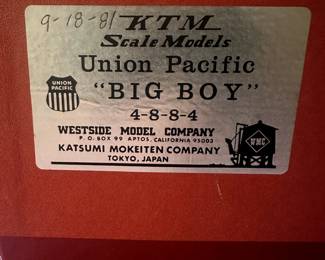 9-18-81 KTM
Scale Models
UNION
PACIFIC
Union Pacific
"BIG BOY"
4-8-8-4
WESTSIDE MODEL COMPANY
P.O. BOX 99 APTOS, CALIFORNIA 95003
KATSUMI MOKEITEN COMPANY
TOKYO, JAPAN
WMC